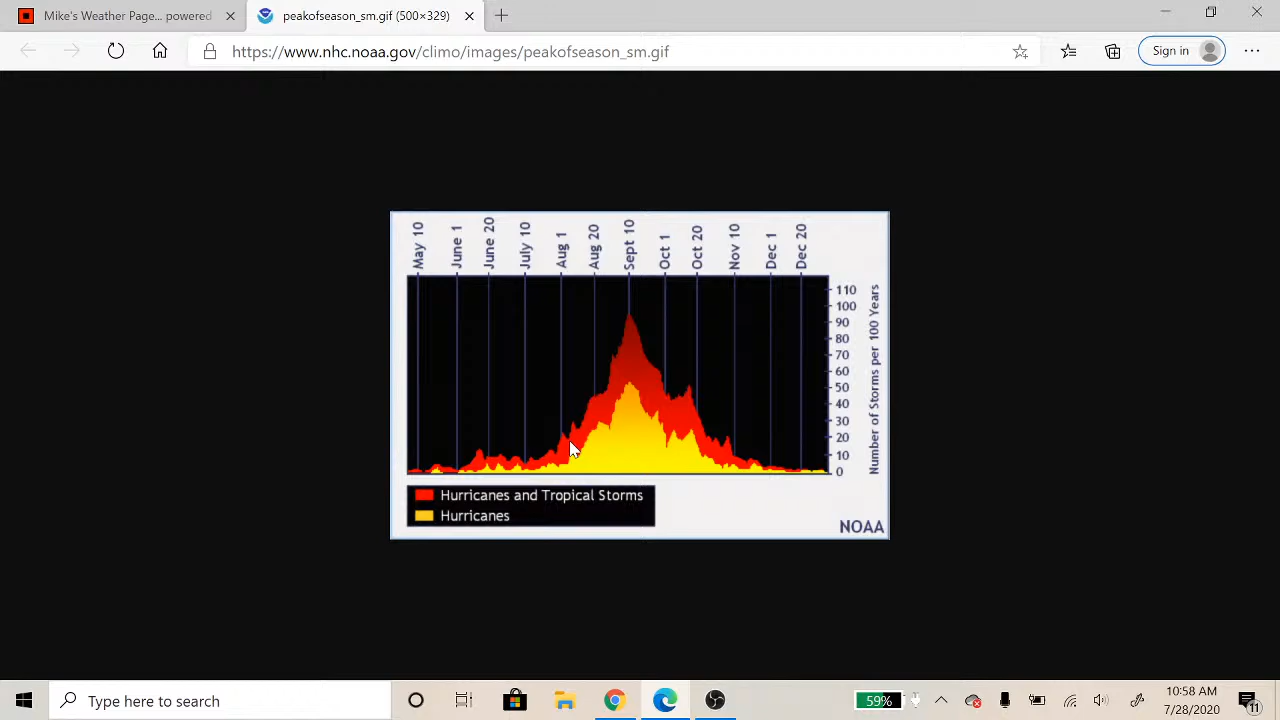 Mike's Weather Page... powered
peakofseason_sm.gif (500×329)
https://www.nhc.noaa.gov/climo/images/peakofseason_sm.gif
Sign in
May 10
June 1
June 20
July 10
Aug 1
Aug 20
Sept 10
Oct 1
Oct 20
Nov 10
Dec 1
Dec 20
110
100
90
80
70
60
50
40
30
20
10
0
Number of Storms per 100 Years
Hurricanes and Tropical Storms
Hurricanes
NOAA
Type here to search
59%
10:58 AM
7/28/2020
11